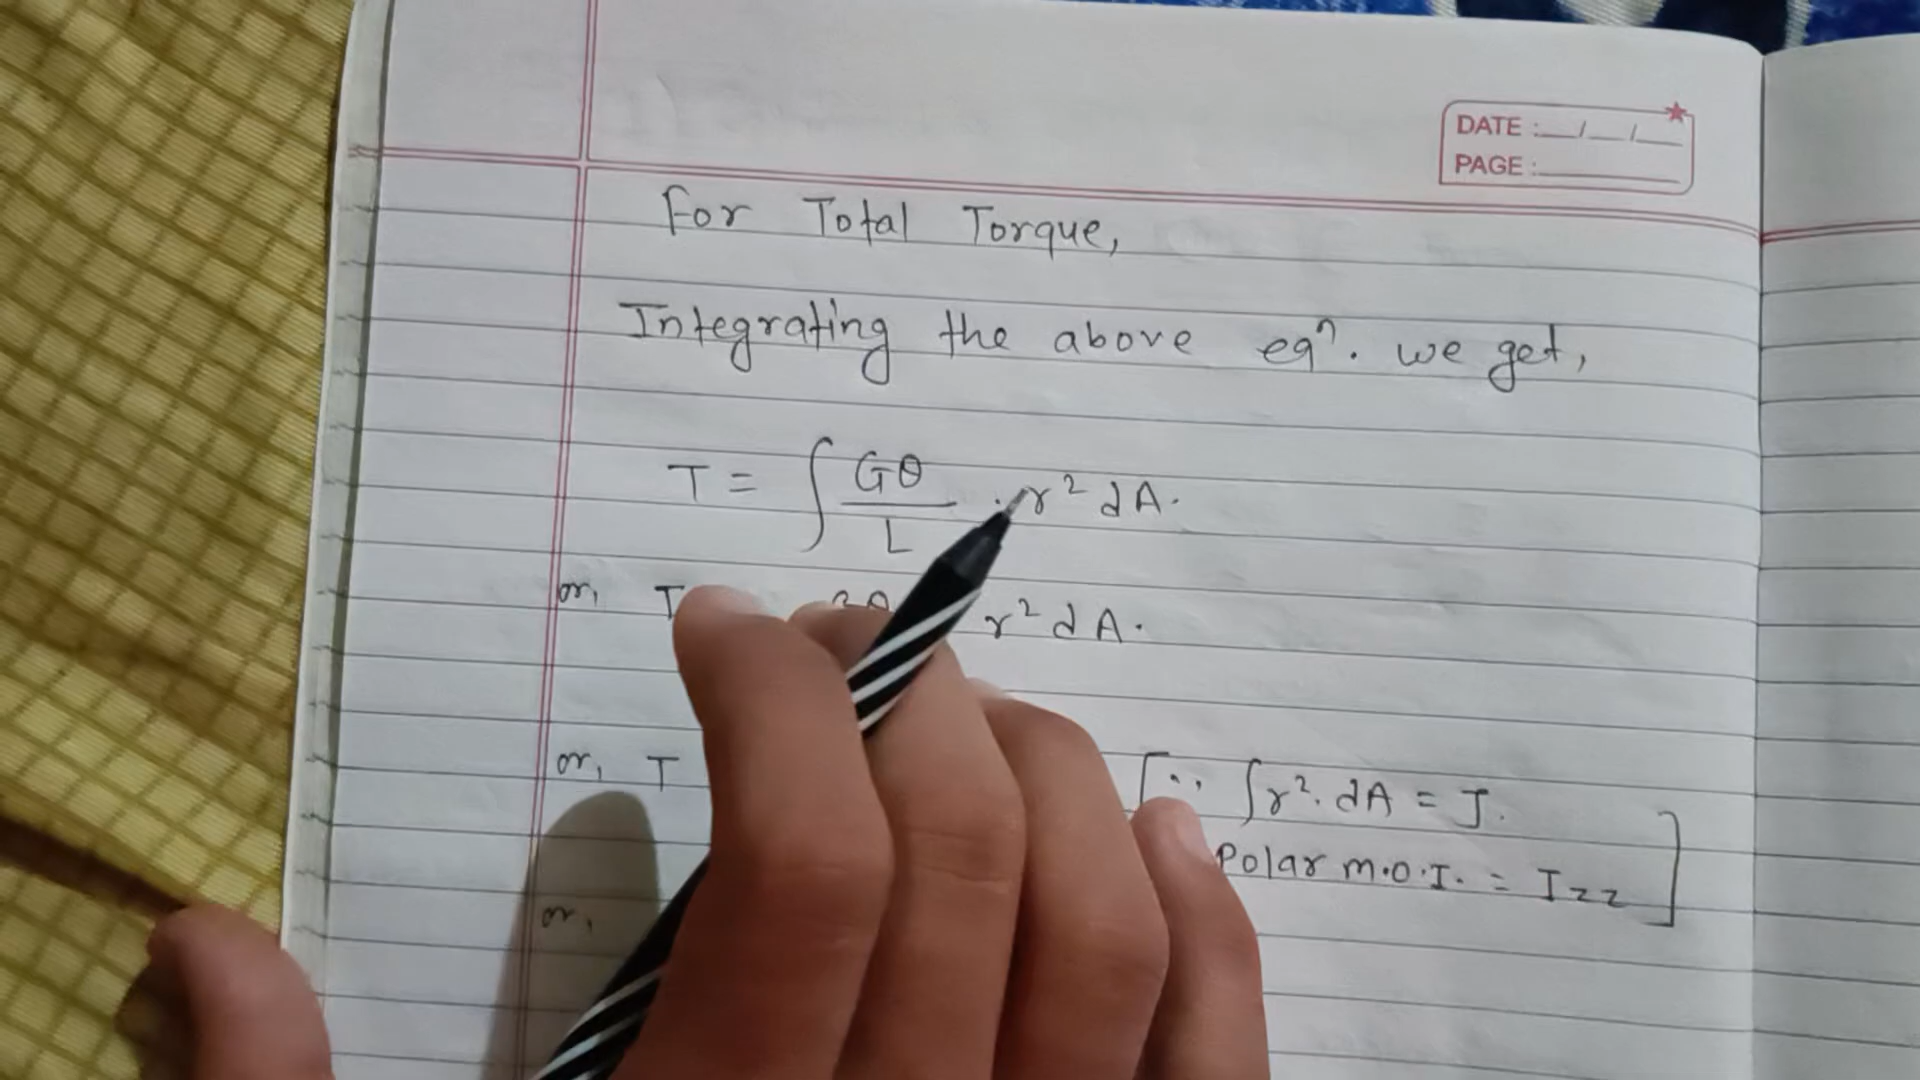 DATE : __/__/__
PAGE : ______
For Total Torque,
Integrating the above eqⁿ. we get,
T = ∫ Gθ/L . r² dA.
or, T r² dA.
or, T [∵ ∫r². dA = J.
Polar m.o.I. = Izz]
or,